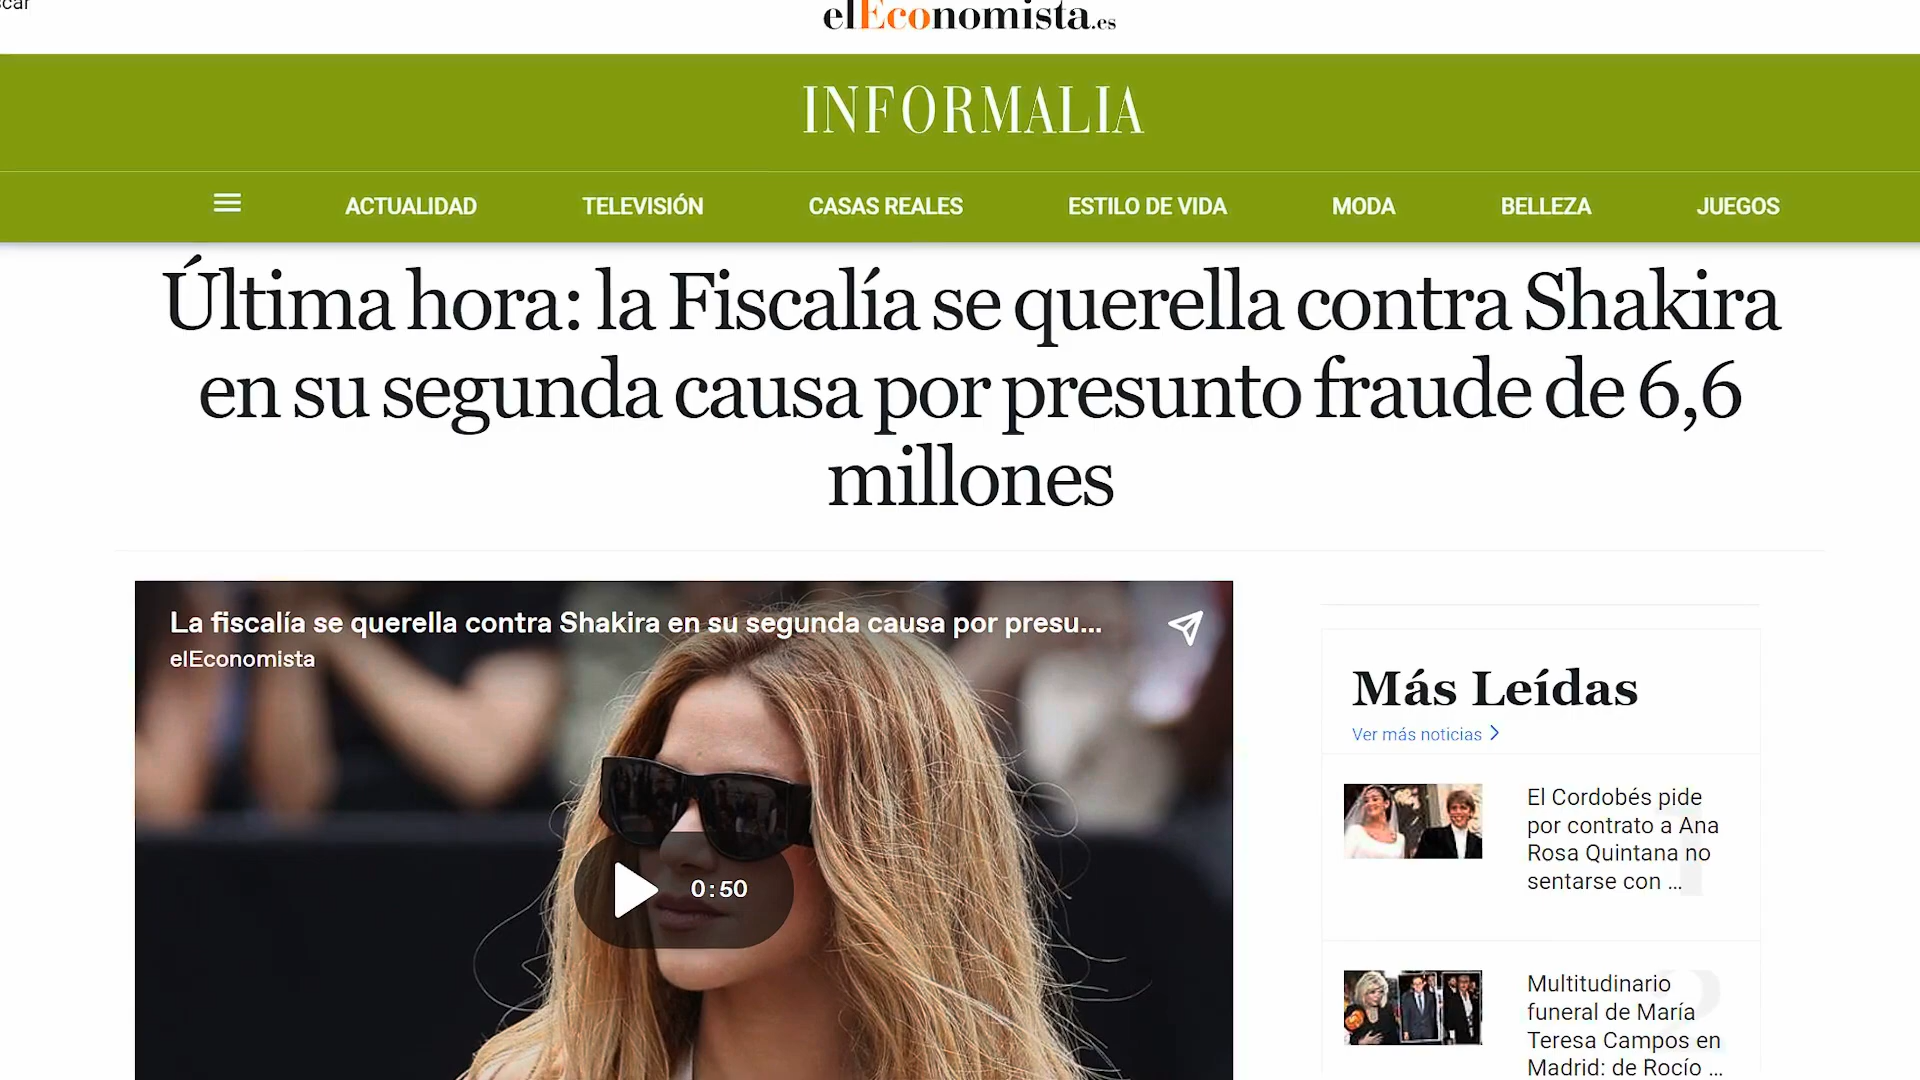 elEconomista.es
INFORMALIA
ACTUALIDAD TELEVISIÓN CASAS REALES ESTILO DE VIDA MODA BELLEZA JUEGOS
Última hora: la Fiscalía se querella contra Shakira
en su segunda causa por presunto fraude de 6,6
millones
La fiscalía se querella contra Shakira en su segunda causa por presu...
elEconomista
0:50
Más Leídas
Ver más noticias
1
El Cordobés pide
por contrato a Ana
Rosa Quintana no
sentarse con ...
2
Multitudinario
funeral de María
Teresa Campos en
Madrid: de Rocío ...